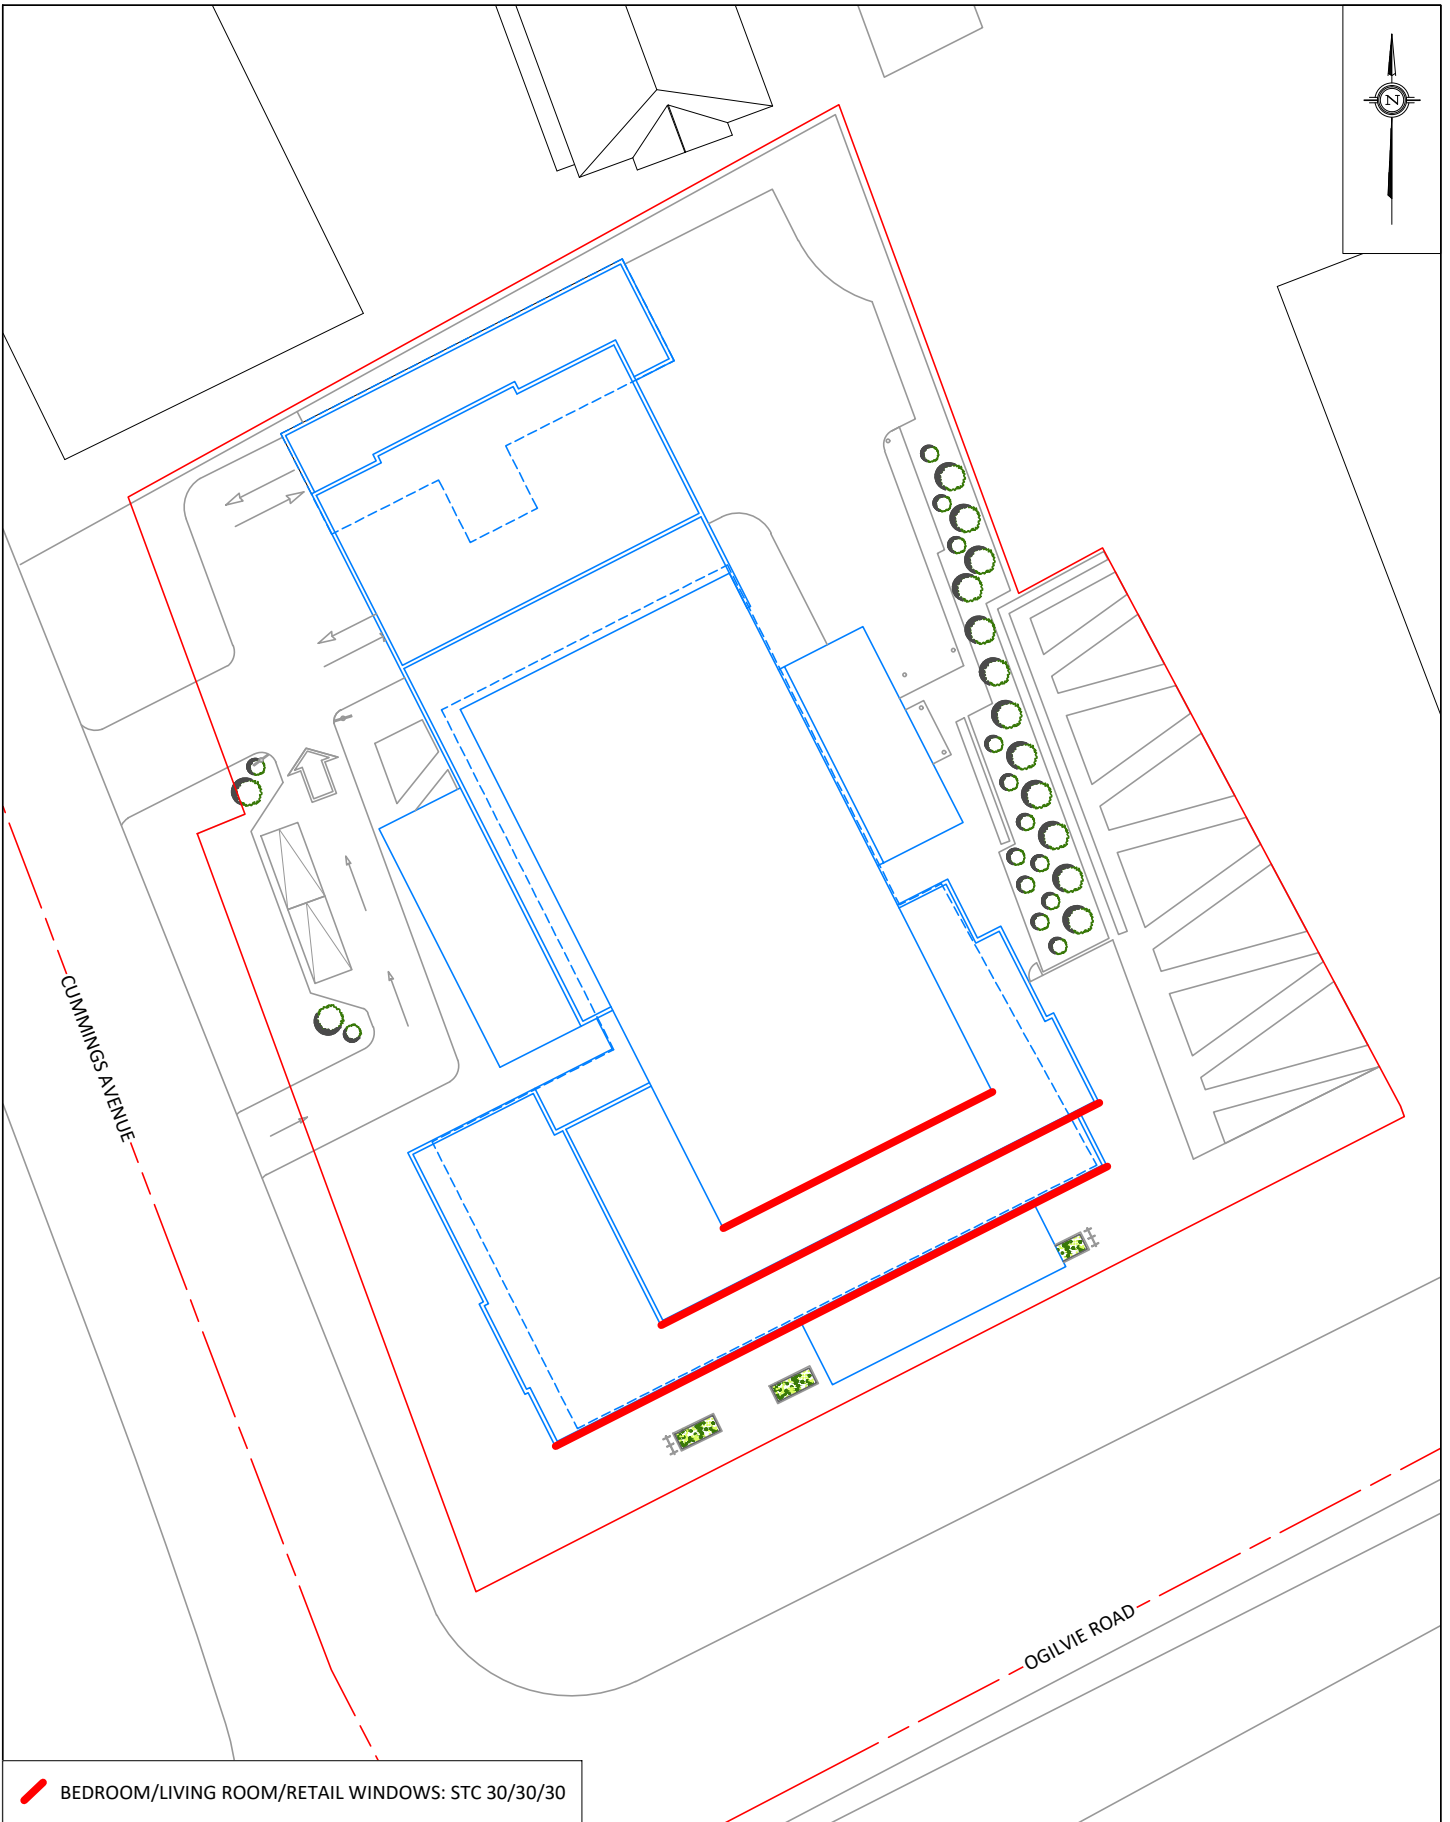 N
CUMMINGS AVENUE
OGILVIE ROAD
BEDROOM/LIVING ROOM/RETAIL WINDOWS: STC 30/30/30